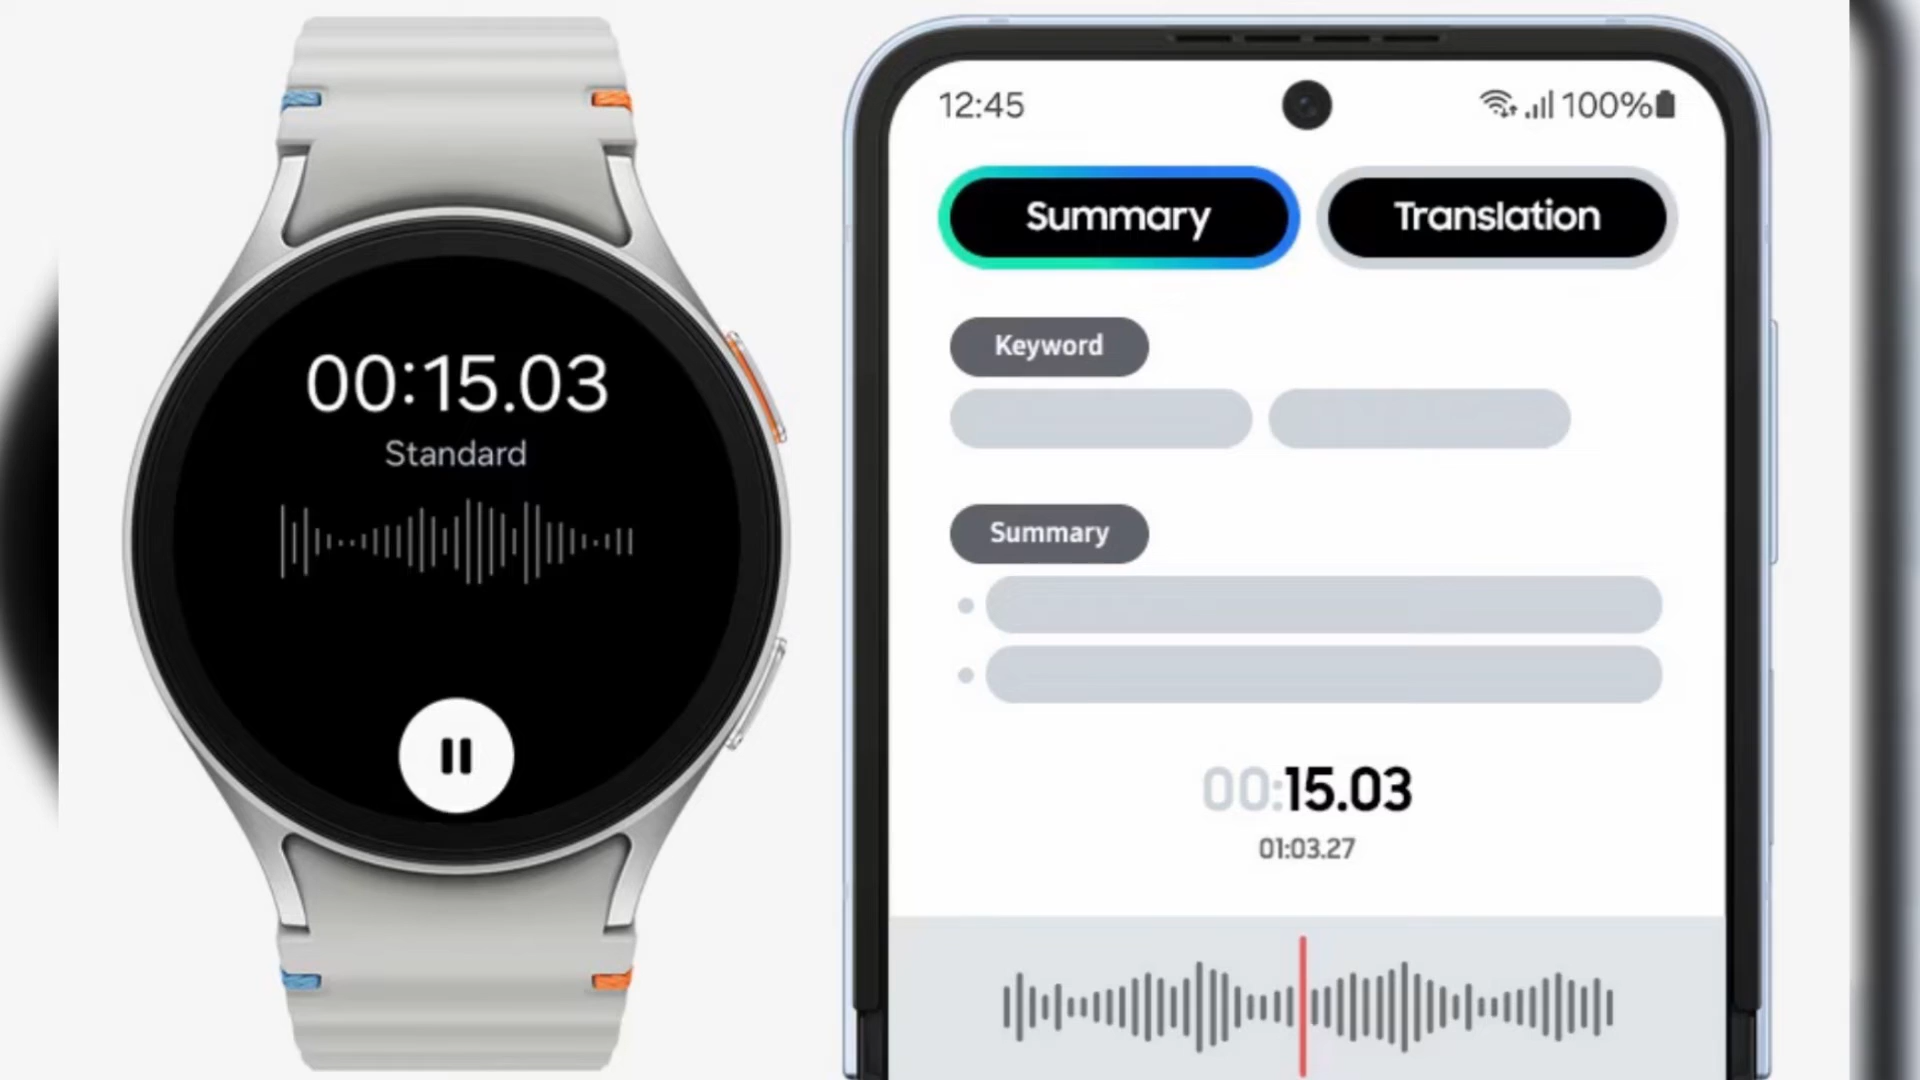 00:15.03
Standard
12:45
100%
Summary
Translation
Keyword
Summary
00:15.03
01:03.27